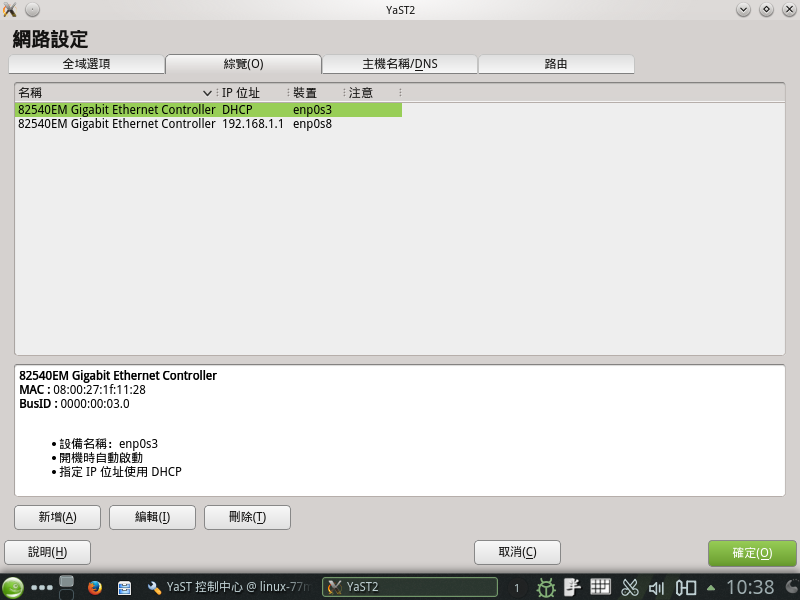 YaST2
網路設定
全域選項 綜覽(O) 主機名稱/DNS 路由
名稱 IP 位址 裝置 注意
82540EM Gigabit Ethernet Controller DHCP enp0s3
82540EM Gigabit Ethernet Controller 192.168.1.1 enp0s8
82540EM Gigabit Ethernet Controller
MAC : 08:00:27:1f:11:28
BusID : 0000:00:03.0
• 設備名稱：enp0s3
• 開機時自動啟動
• 指定 IP 位址使用 DHCP
新增(A) 編輯(I) 刪除(T)
說明(H) 取消(C) 確定(O)
YaST 控制中心 @ linux-77m YaST2 1 10:38